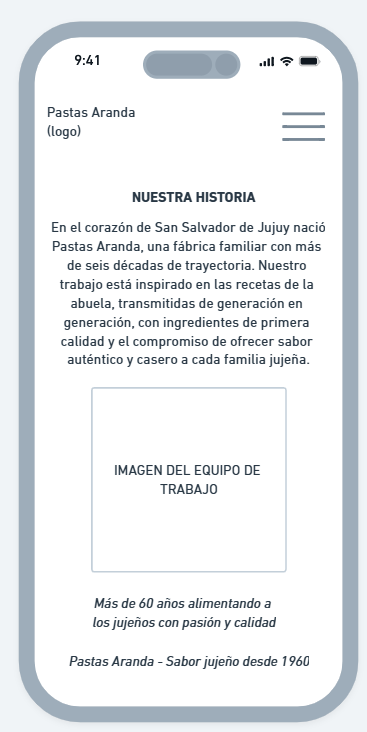 9:41
Pastas Aranda
(logo)
NUESTRA HISTORIA
En el corazón de San Salvador de Jujuy nació
Pastas Aranda, una fábrica familiar con más
de seis décadas de trayectoria. Nuestro
trabajo está inspirado en las recetas de la
abuela, transmitidas de generación en
generación, con ingredientes de primera
calidad y el compromiso de ofrecer sabor
auténtico y casero a cada familia jujeña.
IMAGEN DEL EQUIPO DE
TRABAJO
Más de 60 años alimentando a
los jujeños con pasión y calidad
Pastas Aranda - Sabor jujeño desde 1960